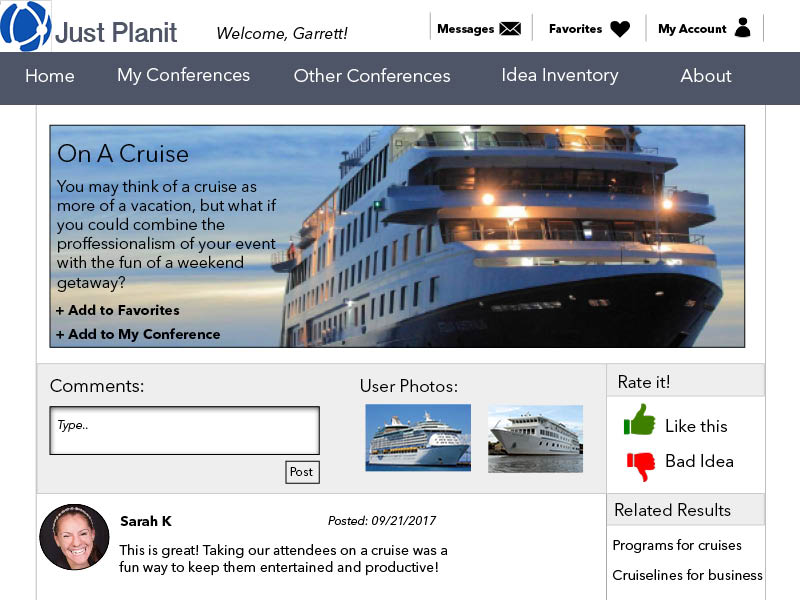 Just Planit
Welcome, Garrett!
Messages
Favorites
My Account
Home
My Conferences
Other Conferences
Idea Inventory
About
On A Cruise
You may think of a cruise as
more of a vacation, but what if
you could combine the
proffessionalism of your event
with the fun of a weekend
getaway?
+ Add to Favorites
+ Add to My Conference
Comments:
Type..
Post
User Photos:
Rate it!
Like this
Bad Idea
Sarah K
Posted: 09/21/2017
This is great! Taking our attendees on a cruise was a
fun way to keep them entertained and productive!
Related Results
Programs for cruises
Cruiselines for business